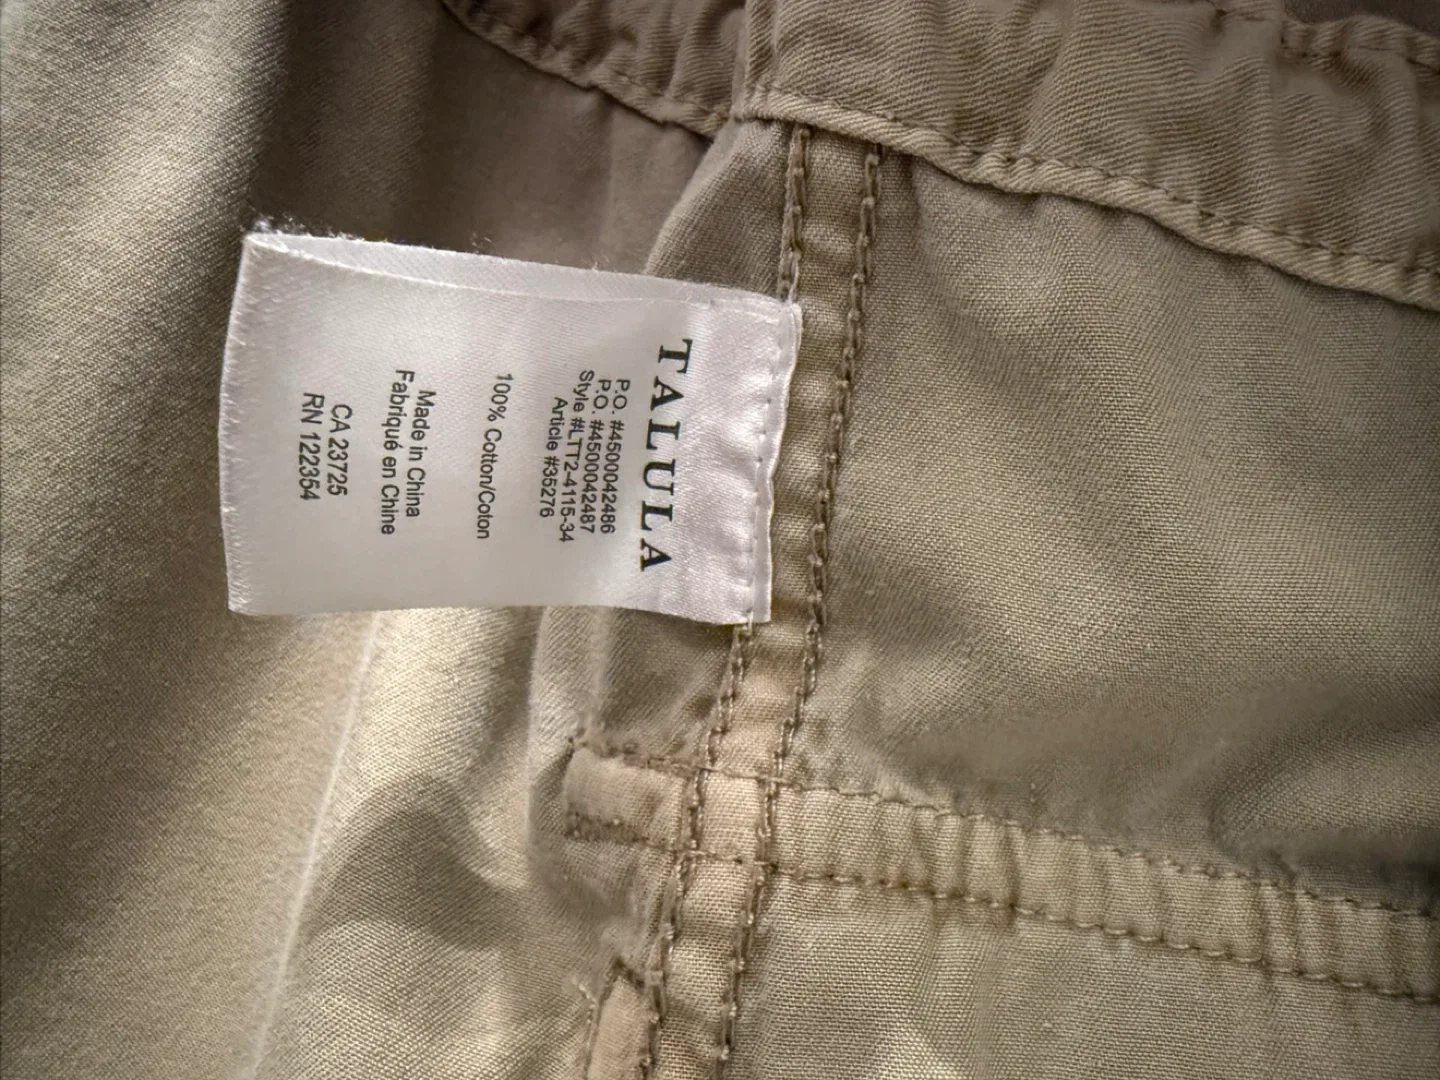 TALULA
P.O. #4500042486
P.O. #4500042487
Style #LTT2-4115-34
Article #35276
100% Cotton/Coton
Made in China
Fabriqué en Chine
CA 23725
RN 122354